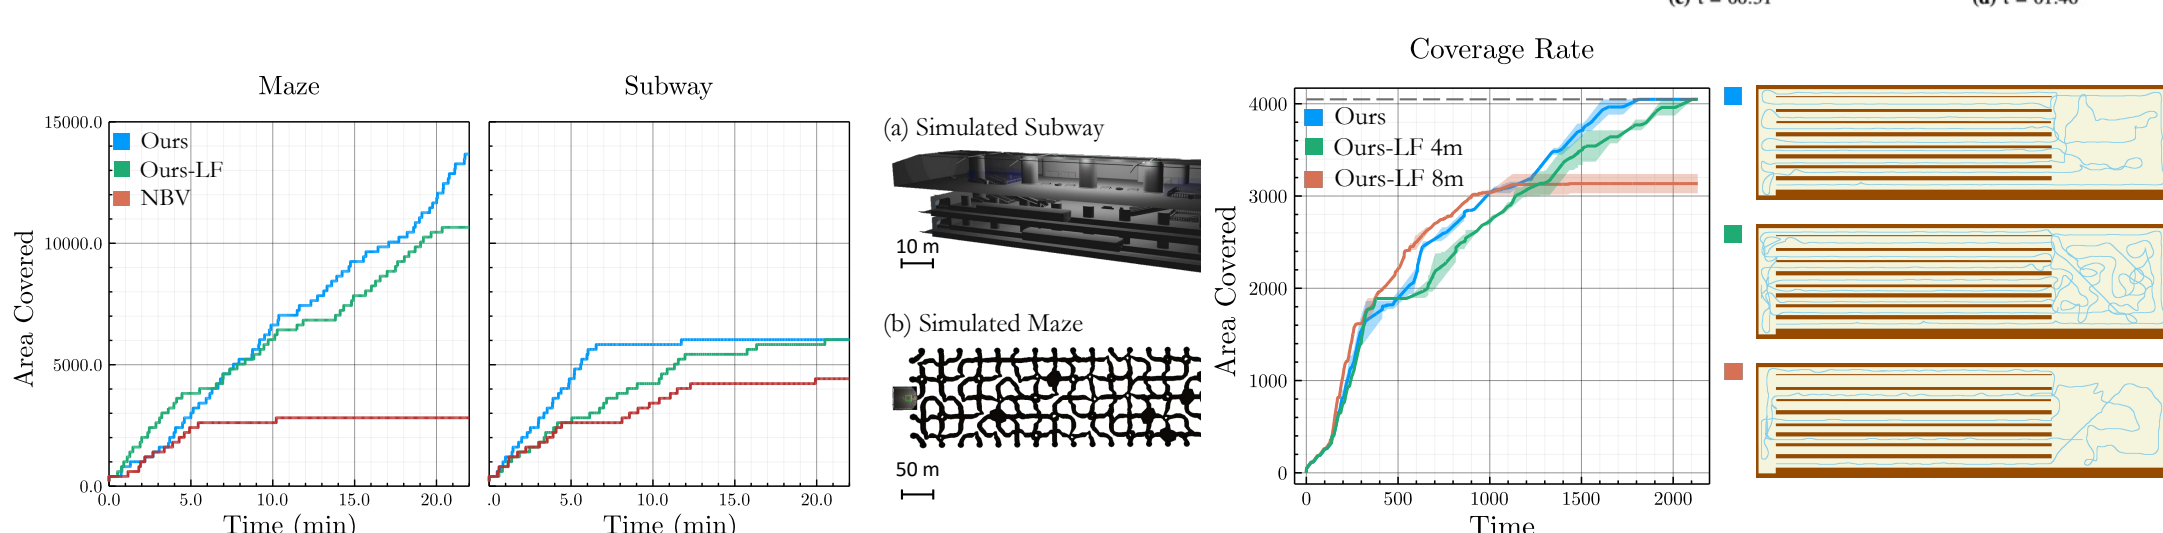 Maze
15000.0
10000.0
5000.0
0.0
Area Covered
Ours
Ours-LF
NBV
.0 5.0 10.0 15.0 20.0
Time (min)
Subway
.0 5.0 10.0 15.0 20.0
Time (min)
(a) Simulated Subway
10 m
(b) Simulated Maze
50 m
Coverage Rate
4000
3000
2000
1000
0
Area Covered
Ours
Ours-LF 4m
Ours-LF 8m
0 500 1000 1500 2000
Time